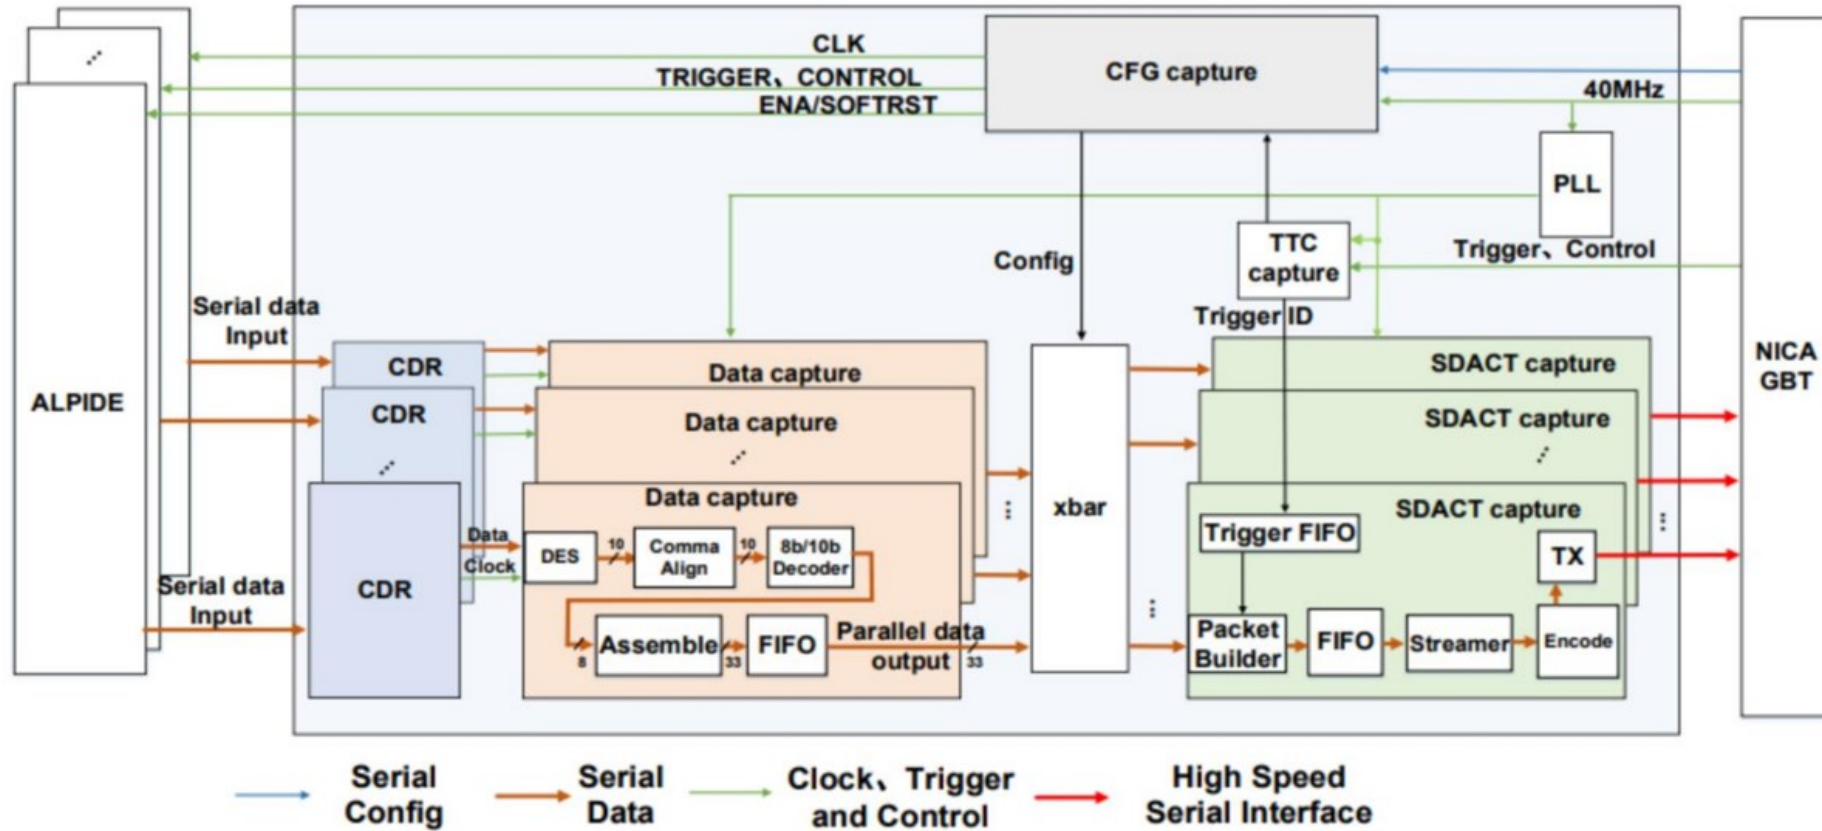 CLK
TRIGGER、CONTROL
ENA/SOFTRST
CFG capture
40MHz
PLL
TTC
capture
Trigger、Control
Config
Trigger ID
Serial data
Input
ALPIDE
NICA
GBT
CDR
Data capture
SDACT capture
CDR
Data capture
SDACT capture
xbar
CDR
Data
Clock
Data capture
DES
10
Comma
Align
10
8b/10b
Decoder
8
Assemble
33
FIFO
Parallel data
output
33
SDACT capture
Trigger FIFO
TX
Packet
Builder
FIFO
Streamer
Encode
Serial data
Input
Serial
Config
Serial
Data
Clock、Trigger
and Control
High Speed
Serial Interface